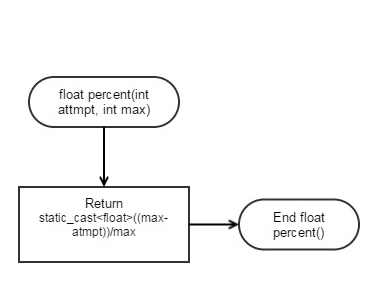 float percent(int
attmpt, int max)
Return
static_cast<float>((max-
atmpt))/max
End float
percent()